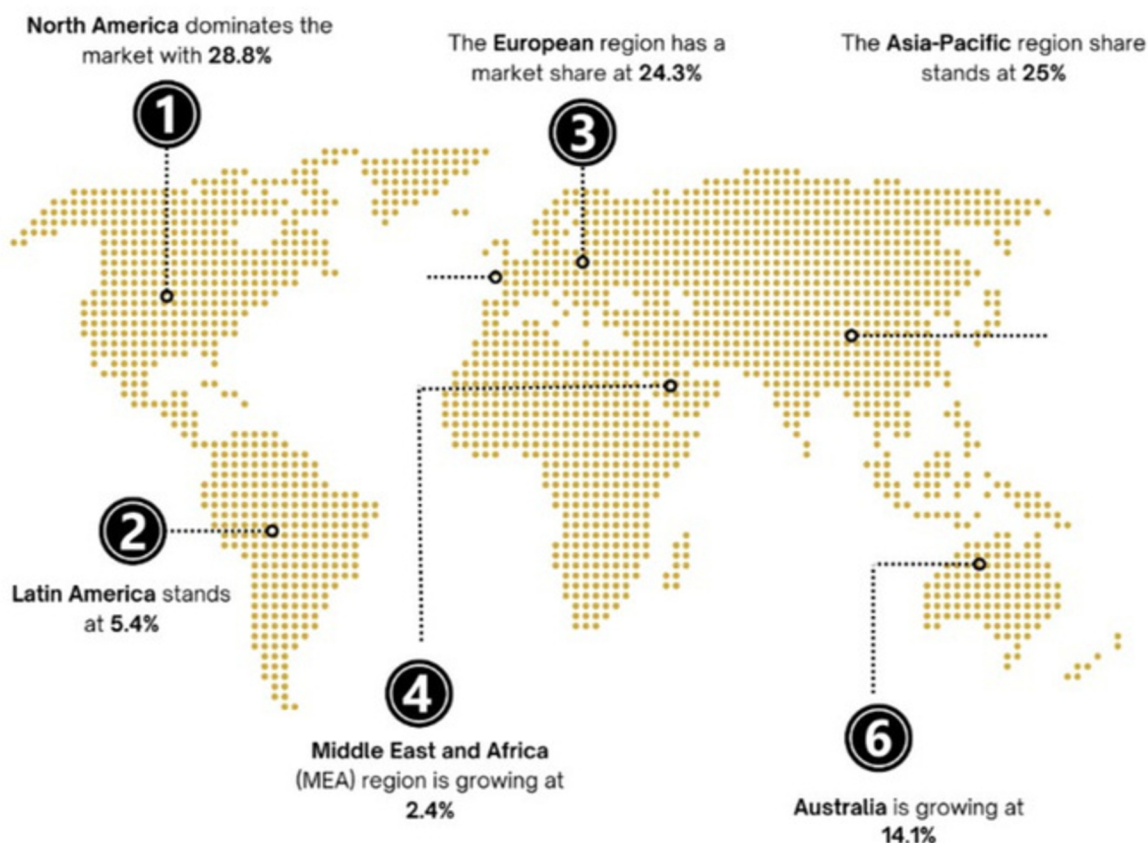 North America dominates the
market with 28.8%
1
The European region has a
market share at 24.3%
3
The Asia-Pacific region share
stands at 25%
2
Latin America stands
at 5.4%
4
Middle East and Africa
(MEA) region is growing at
2.4%
6
Australia is growing at
14.1%